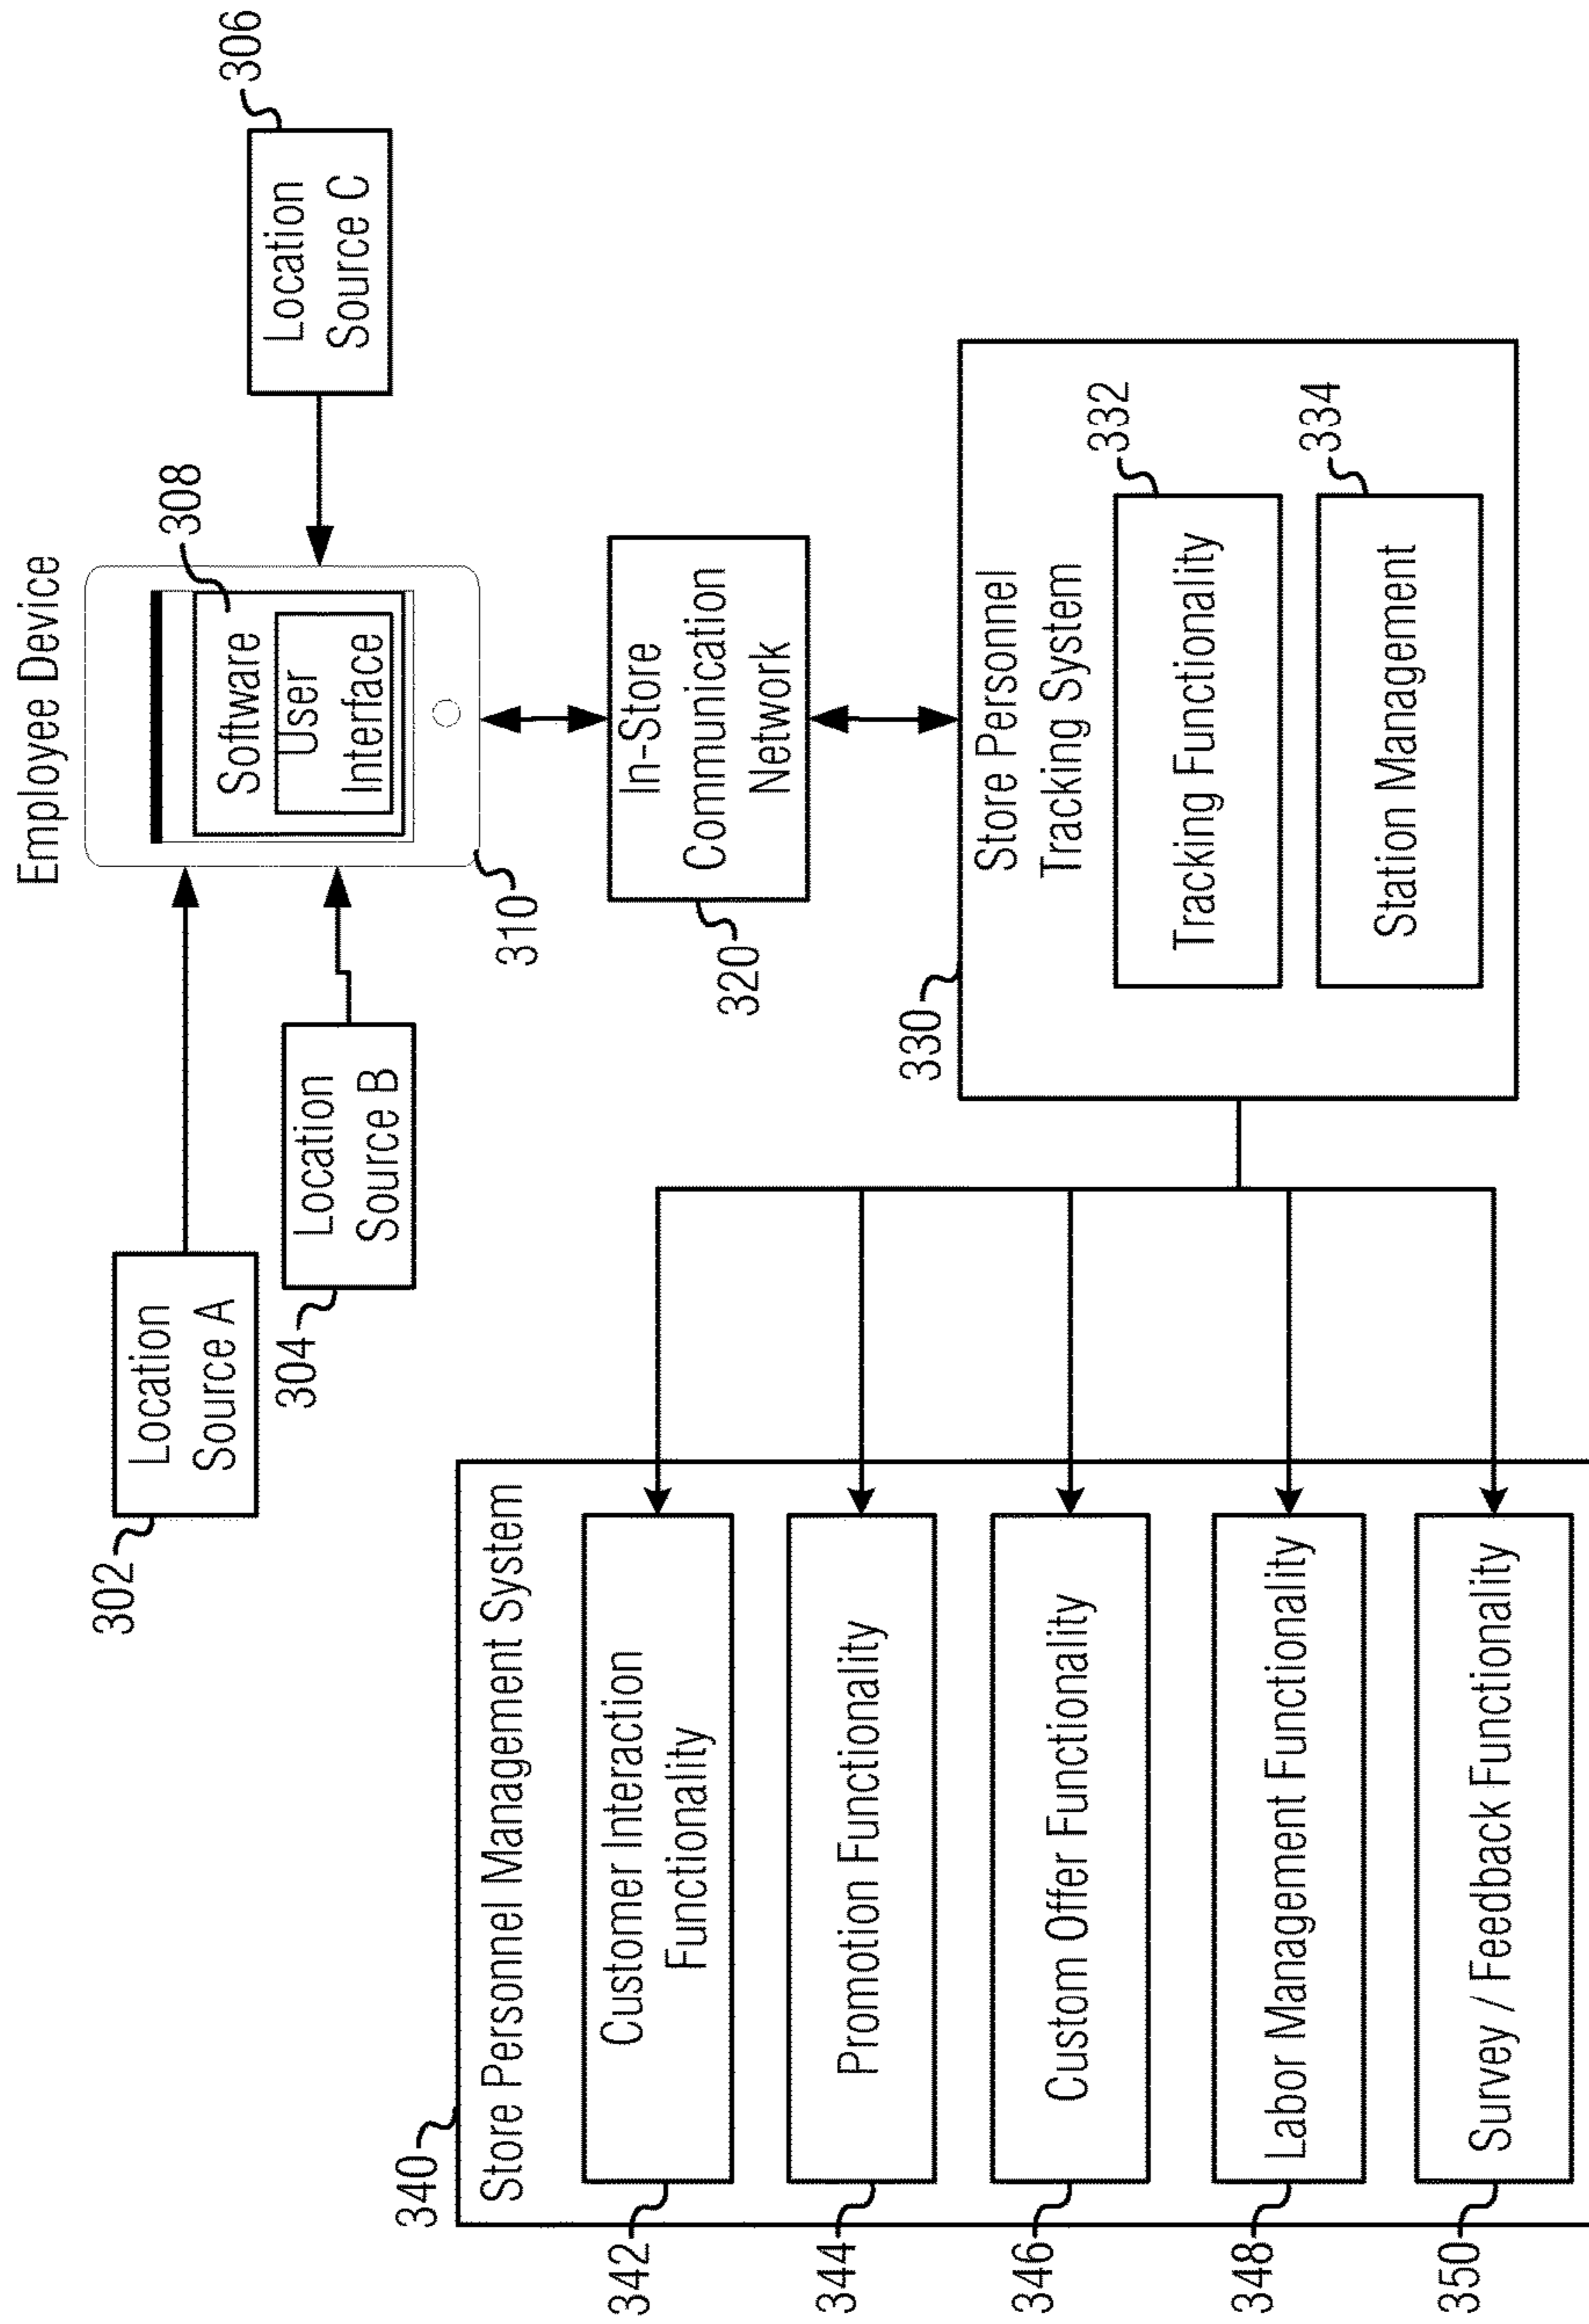 Employee Device
Location
Source A
302
Location
Source B
304
Software
308
User
Interface
310
Location
Source C
306
In-Store
Communication
Network
320
Store Personnel
Tracking System
330
Tracking Functionality
332
Station Management
334
Store Personnel Management System
340
Customer Interaction
Functionality
342
Promotion Functionality
344
Custom Offer Functionality
346
Labor Management Functionality
348
Survey / Feedback Functionality
350